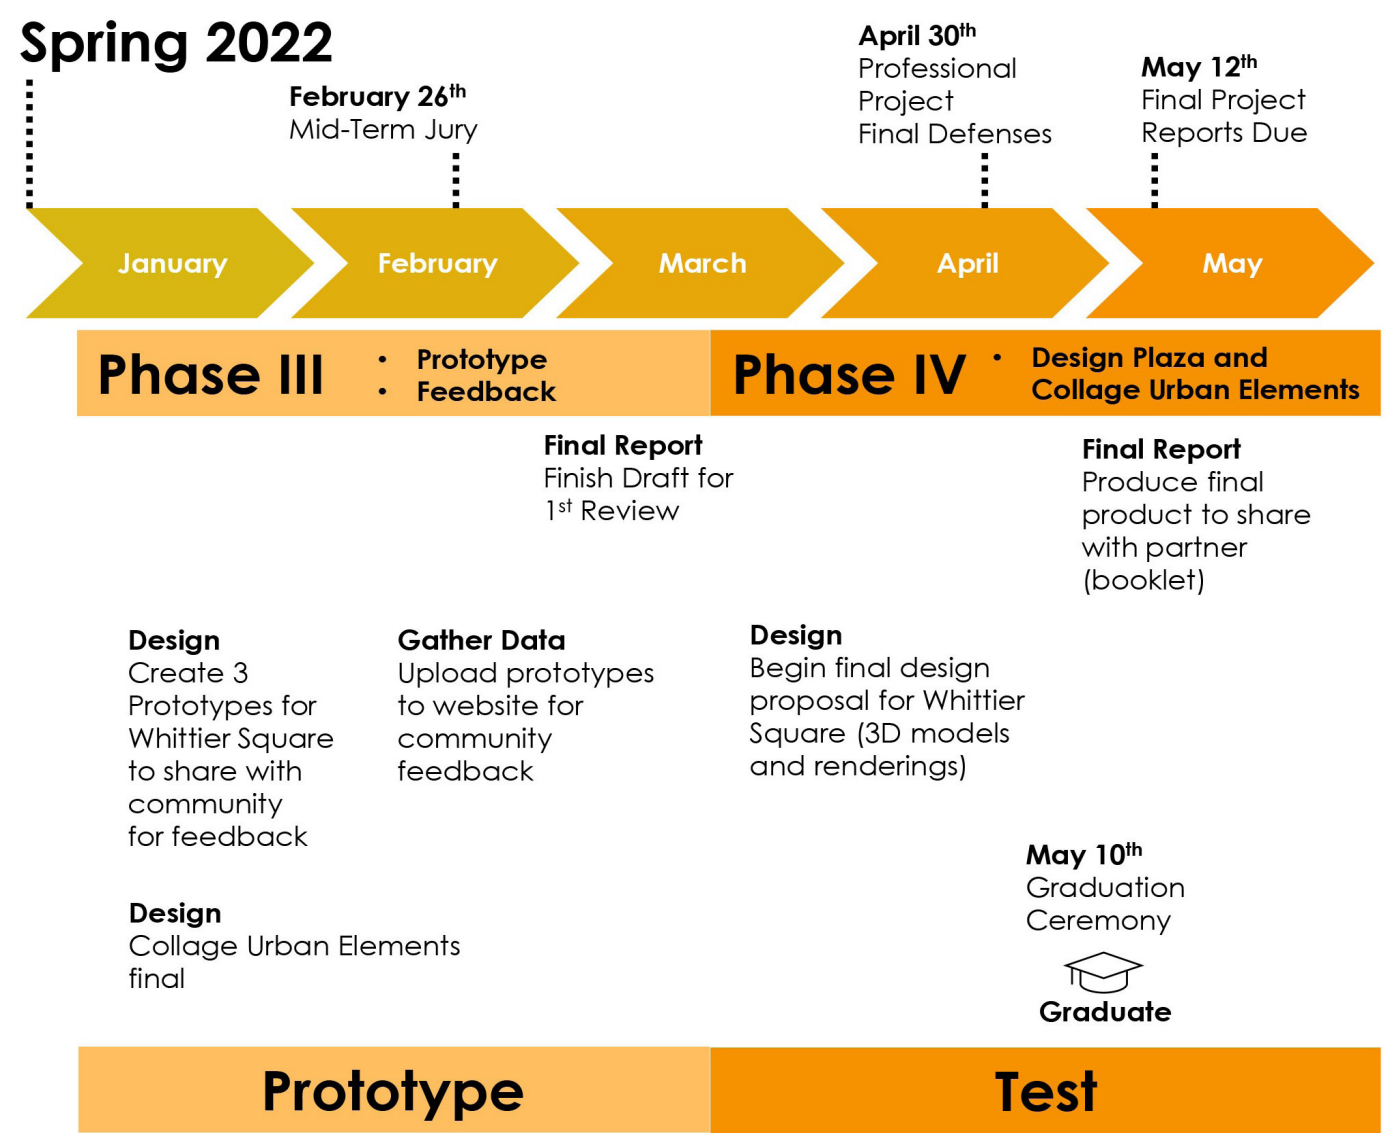 Spring 2022
February 26th
Mid-Term Jury
April 30th
Professional
Project
Final Defenses
May 12th
Final Project
Reports Due
January
February
March
April
May
Phase III
• Prototype
• Feedback
Phase IV
• Design Plaza and
Collage Urban Elements
Final Report
Finish Draft for
1st Review
Final Report
Produce final
product to share
with partner
(booklet)
Design
Create 3
Prototypes for
Whittier Square
to share with
community
for feedback
Gather Data
Upload prototypes
to website for
community
feedback
Design
Begin final design
proposal for Whittier
Square (3D models
and renderings)
Design
Collage Urban Elements
final
May 10th
Graduation
Ceremony
Graduate
Prototype
Test